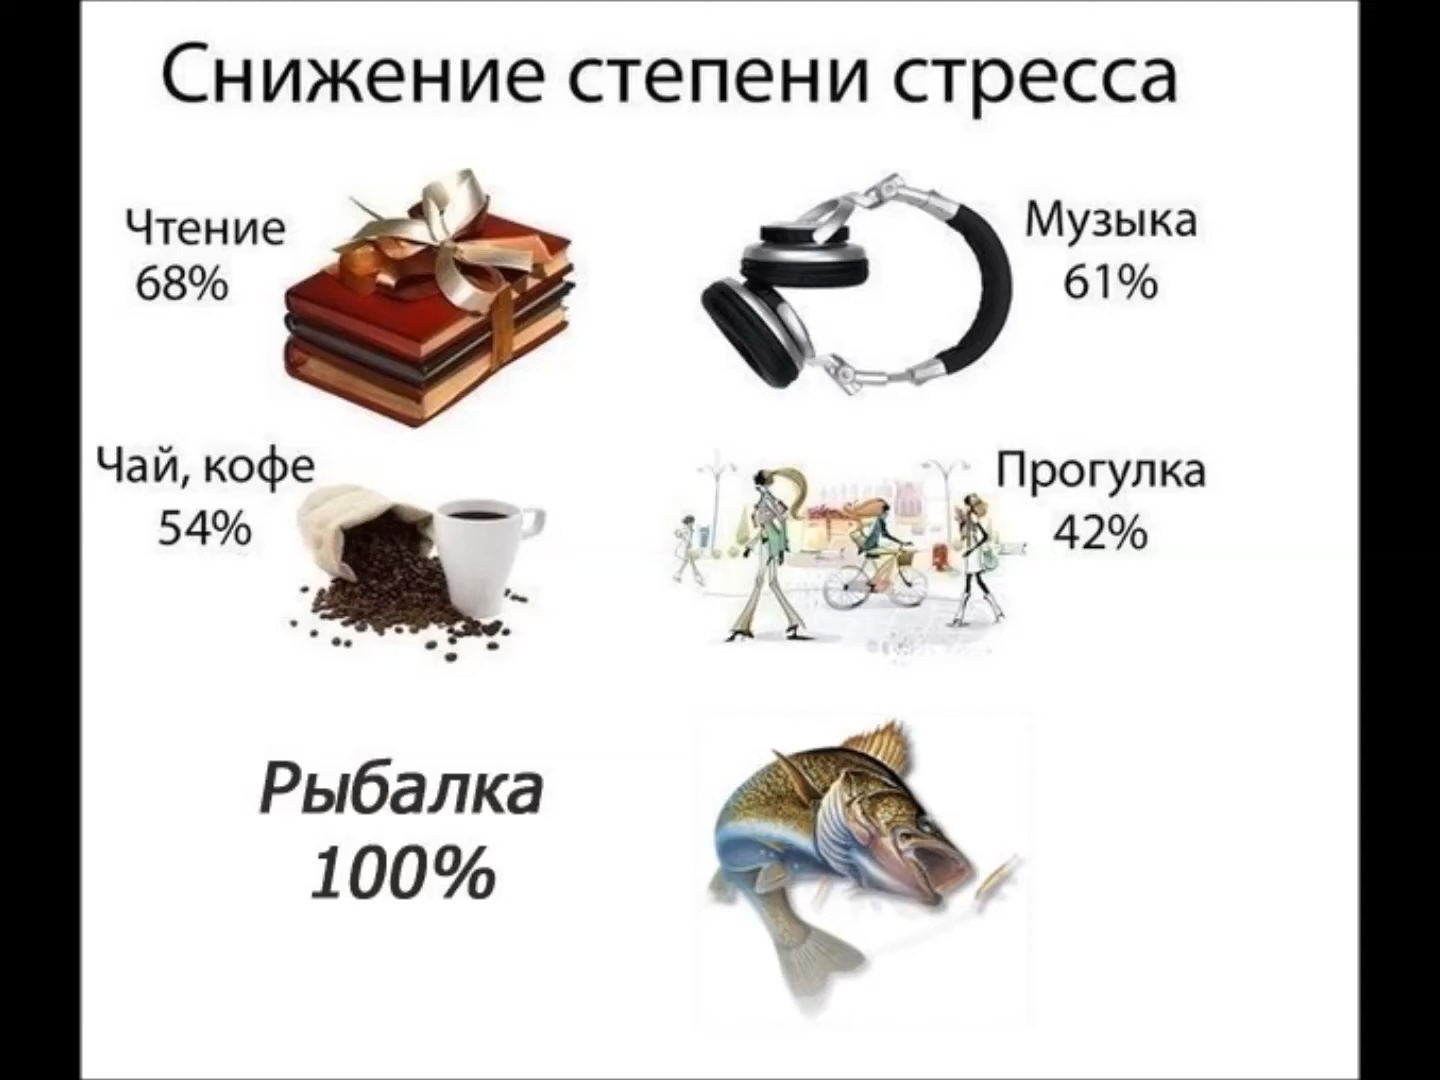 Снижение степени стресса
Чтение
68%
Музыка
61%
Чай, кофе
54%
Прогулка
42%
Рыбалка
100%